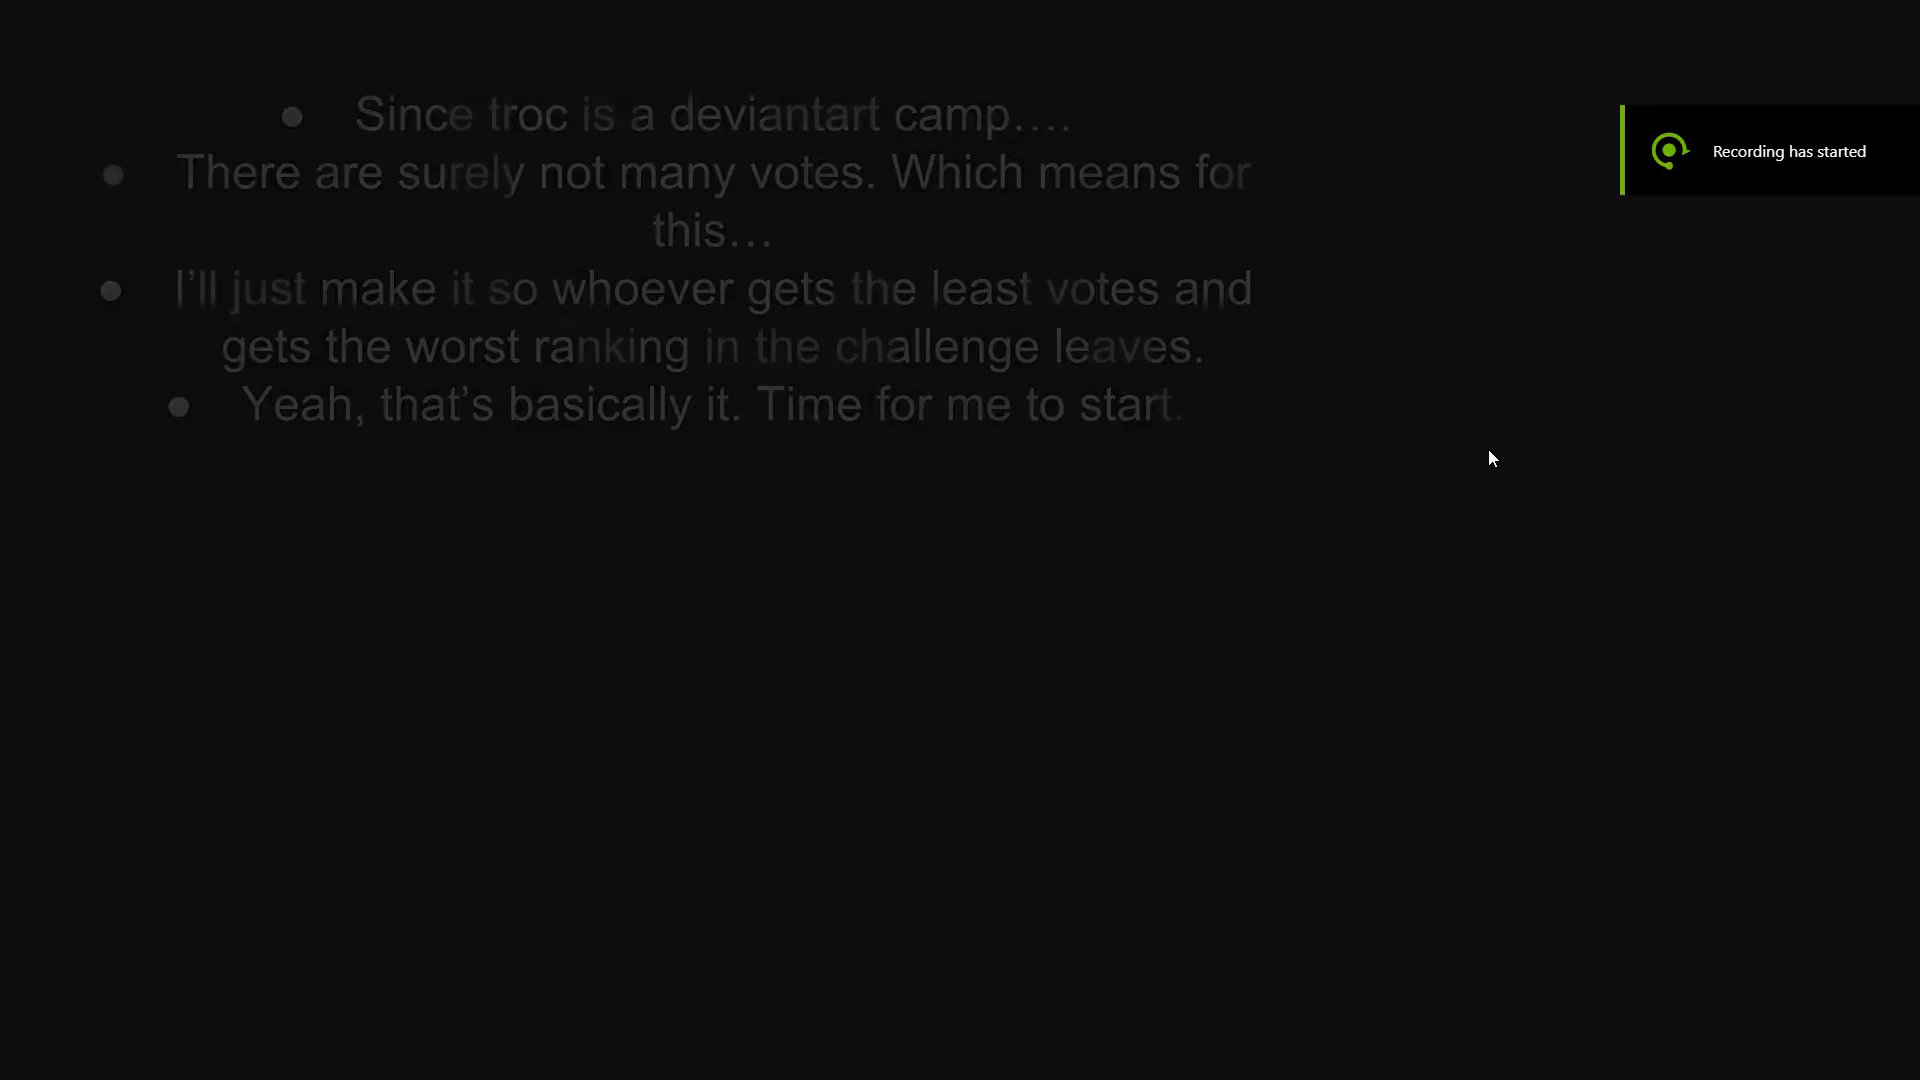 ● Since troc is a deviantart camp….
● There are surely not many votes. Which means for
this…
● I’ll just make it so whoever gets the least votes and
gets the worst ranking in the challenge leaves.
● Yeah, that’s basically it. Time for me to start.
Recording has started